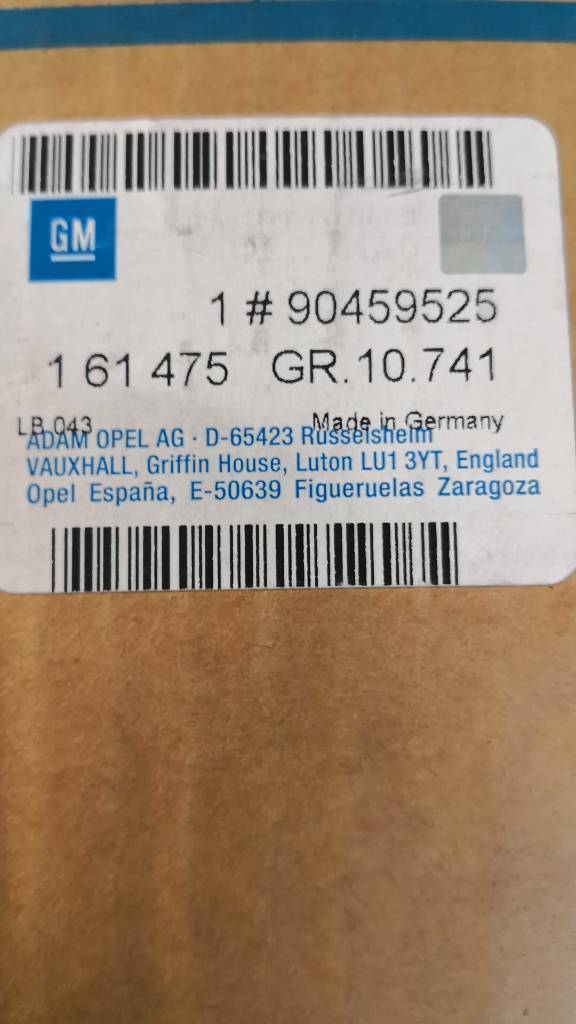 GM
1 # 90459525
1 61 475 GR.10.741
LB 043 Made in Germany
ADAM OPEL AG · D-65423 Rüsselsheim
VAUXHALL, Griffin House, Luton LU1 3YT, England
Opel España, E-50639 Figueruelas Zaragoza